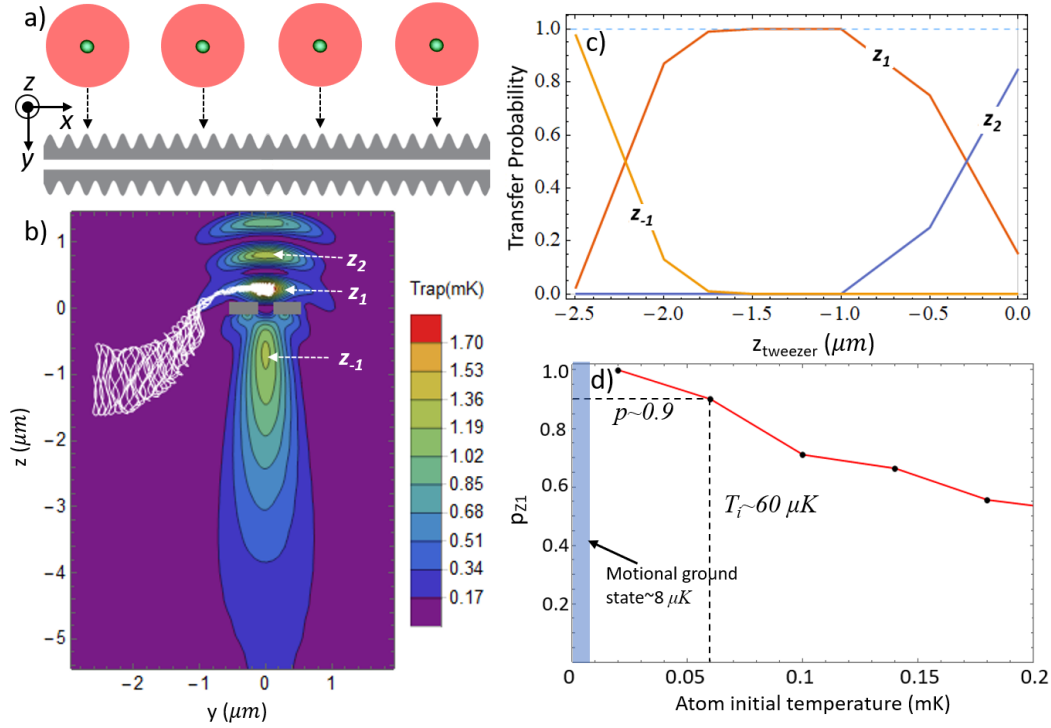 a)
z
x
y
b)
z₂
z₁
z₋₁
1
0
−1
−2
−3
−4
−5
z (μm)
−2
−1
0
1
y (μm)
Trap(mK)
1.70
1.53
1.36
1.19
1.02
0.85
0.68
0.51
0.34
0.17
c)
Transfer Probability
1.0
0.8
0.6
0.4
0.2
0.0
z₁
z₂
z₋₁
−2.5
−2.0
−1.5
−1.0
−0.5
0.0
z_tweezer (μm)
d)
p_Z1
1.0
0.8
0.6
0.4
0.2
p~0.9
T_i~60 μK
Motional ground
state~8 μK
0
0.05
0.1
0.15
0.2
Atom initial temperature (mK)